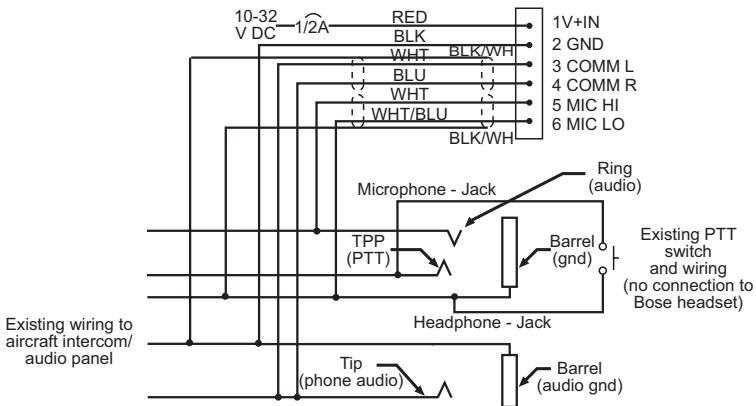 10-32
V DC
1/2A
RED
1V+IN
BLK
2 GND
WHT
BLK/WH
3 COMM L
BLU
4 COMM R
WHT
5 MIC HI
WHT/BLU
6 MIC LO
BLK/WH
Ring
(audio)
Microphone - Jack
TPP
(PTT)
Barrel
(gnd)
Existing PTT
switch
and wiring
(no connection to
Bose headset)
Headphone - Jack
Existing wiring to
aircraft intercom/
audio panel
Tip
(phone audio)
Barrel
(audio gnd)